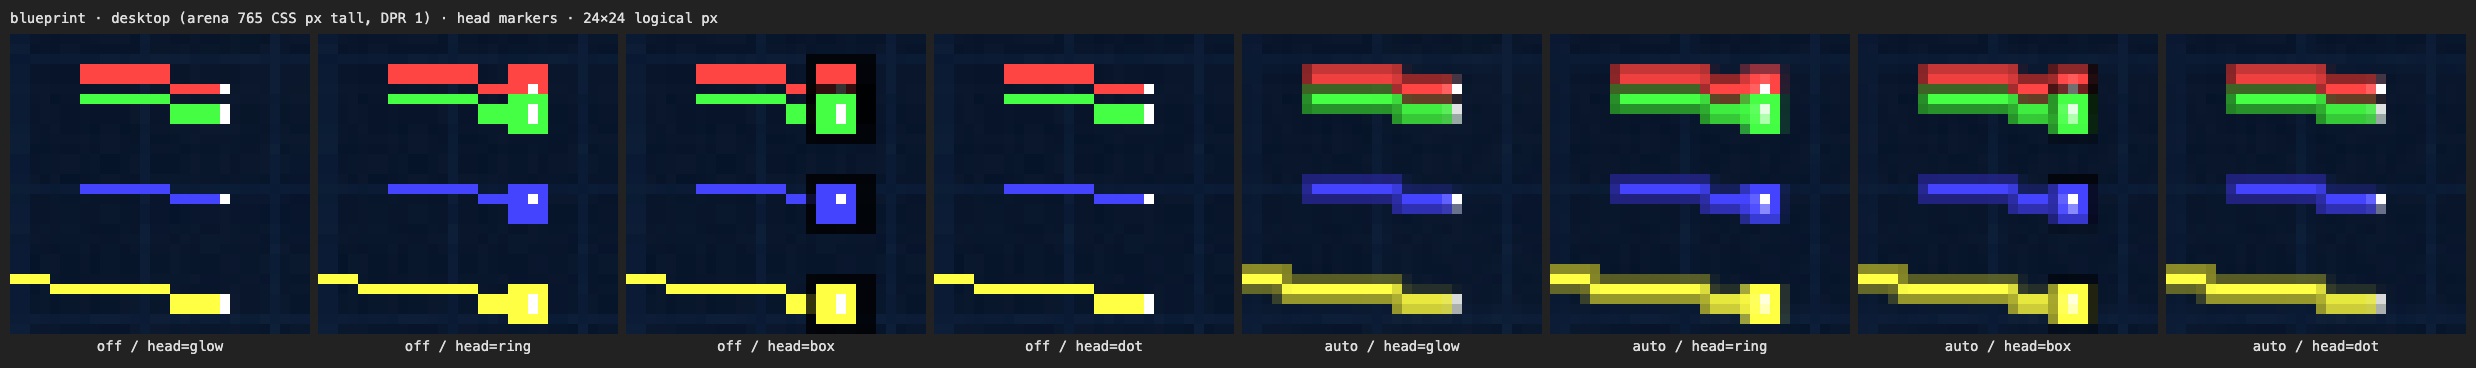 blueprint · desktop (arena 765 CSS px tall, DPR 1) · head markers · 24×24 logical px
off / head=glow
off / head=ring
off / head=box
off / head=dot
auto / head=glow
auto / head=ring
auto / head=box
auto / head=dot